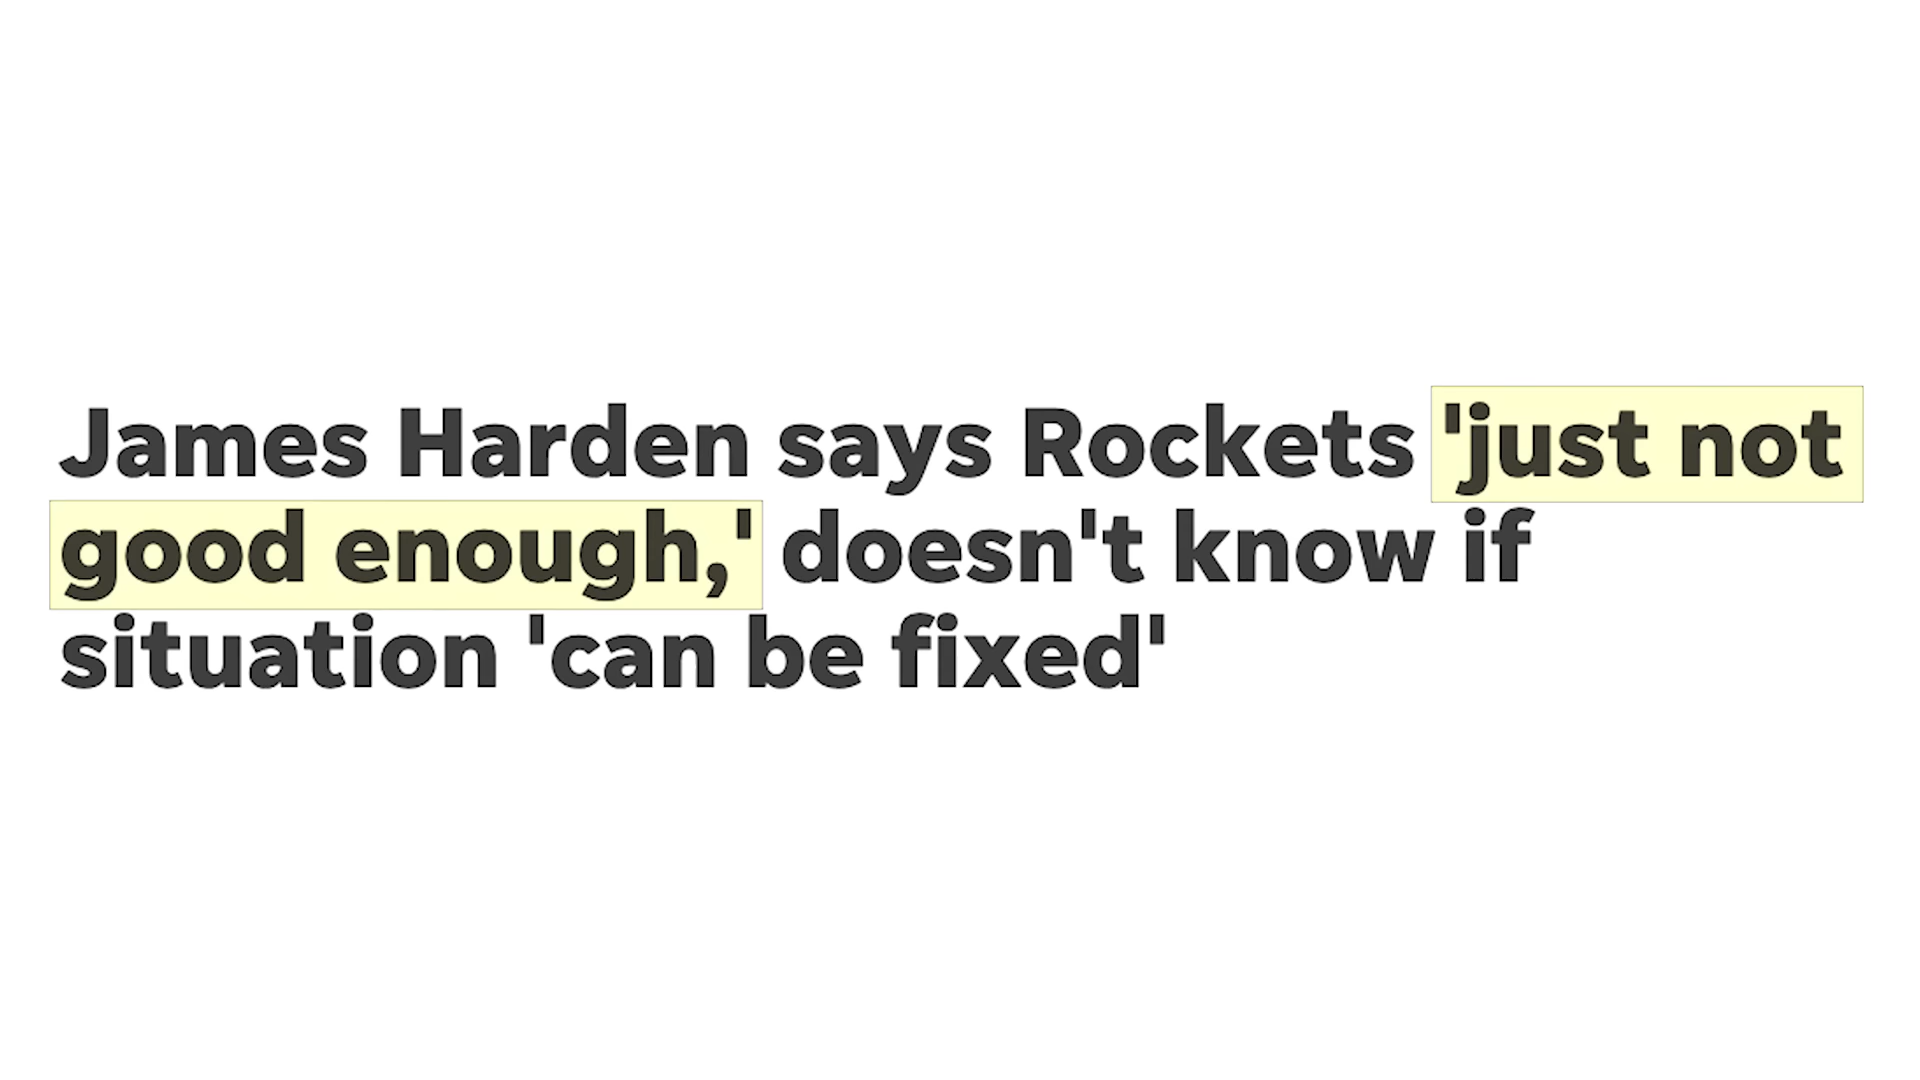 James Harden says Rockets 'just not
good enough,' doesn't know if
situation 'can be fixed'